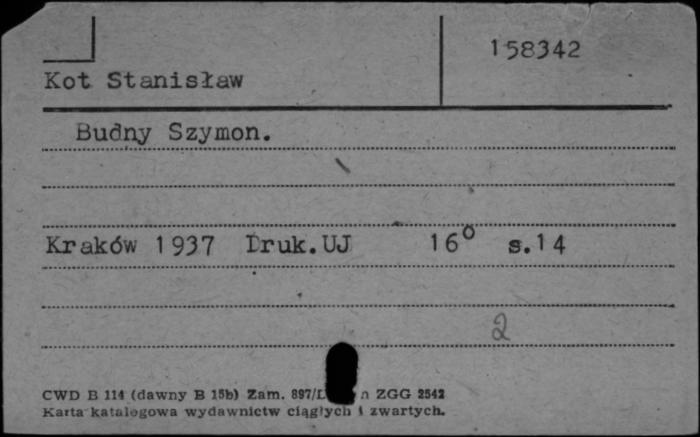 158342
Kot Stanisław
Budny Szymon.
Kraków 1937 Druk.UJ 16° s.14
2
CWD B 114 (dawny B 15b) Zam. 897/ ZGG 2542
Karta katalogowa wydawnictw ciągłych i zwartych.